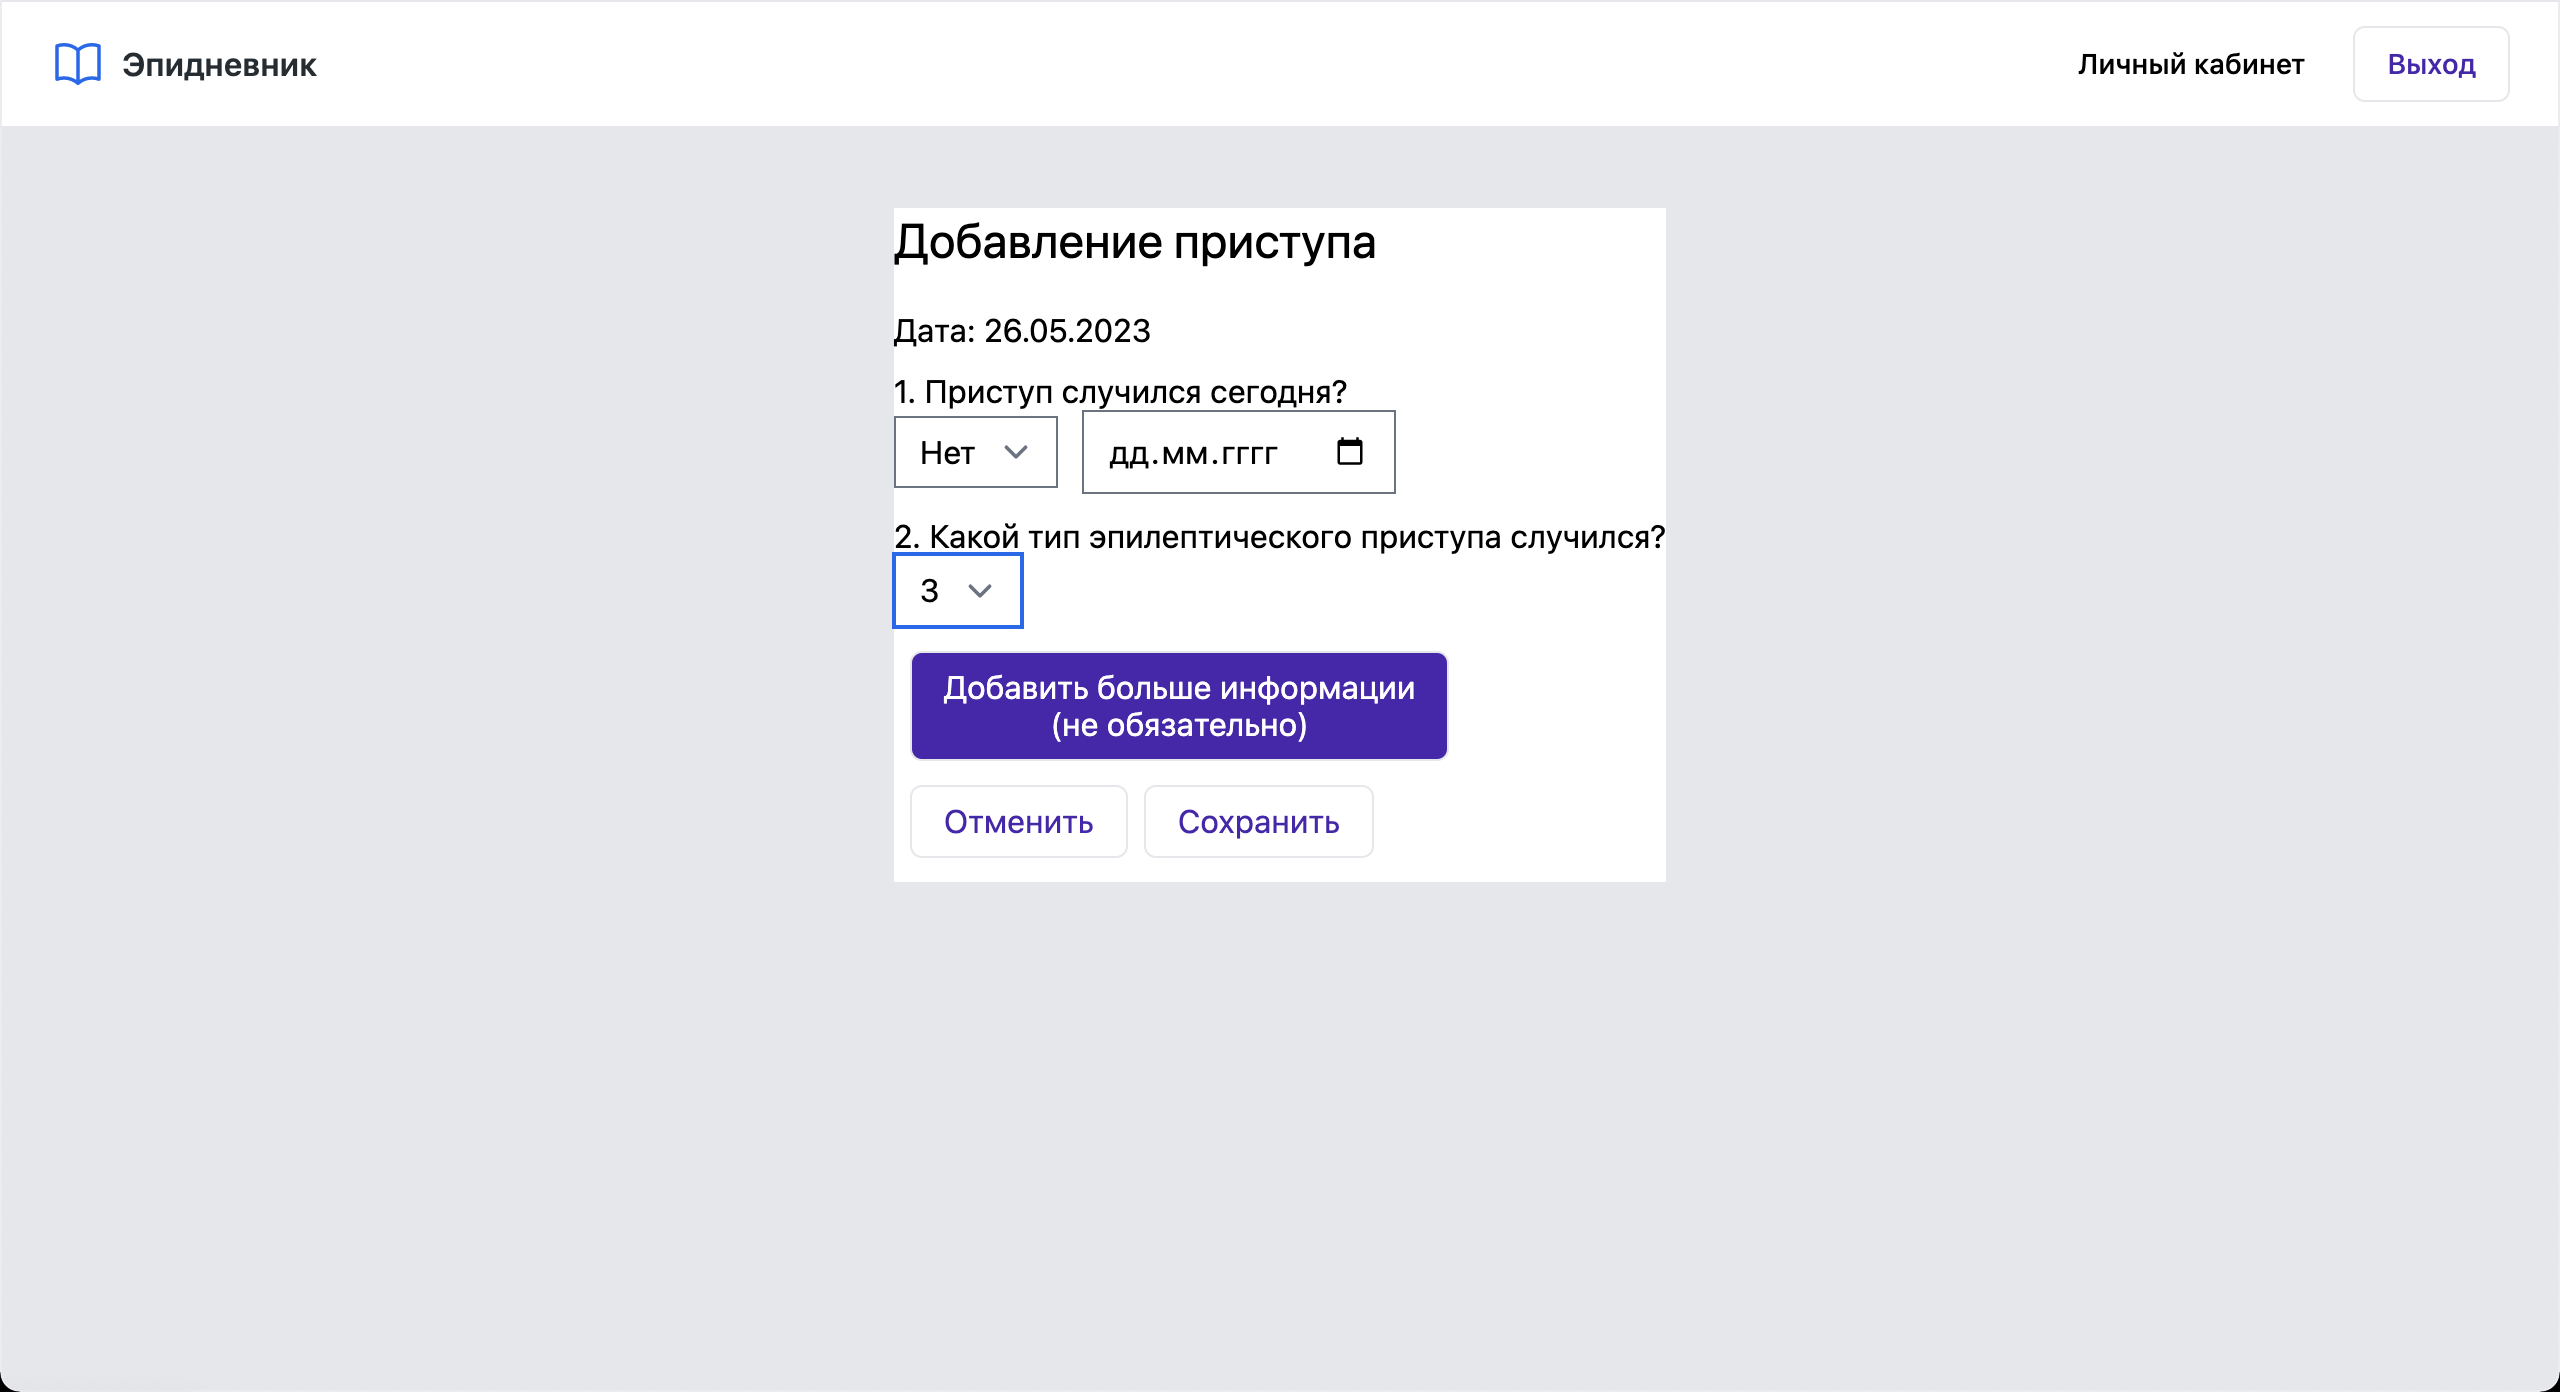 Эпидневник
Личный кабинет
Выход
Добавление приступа
Дата: 26.05.2023
1. Приступ случился сегодня?
Нет
дд.мм.гггг
2. Какой тип эпилептического приступа случился?
3
Добавить больше информации
(не обязательно)
Отменить
Сохранить